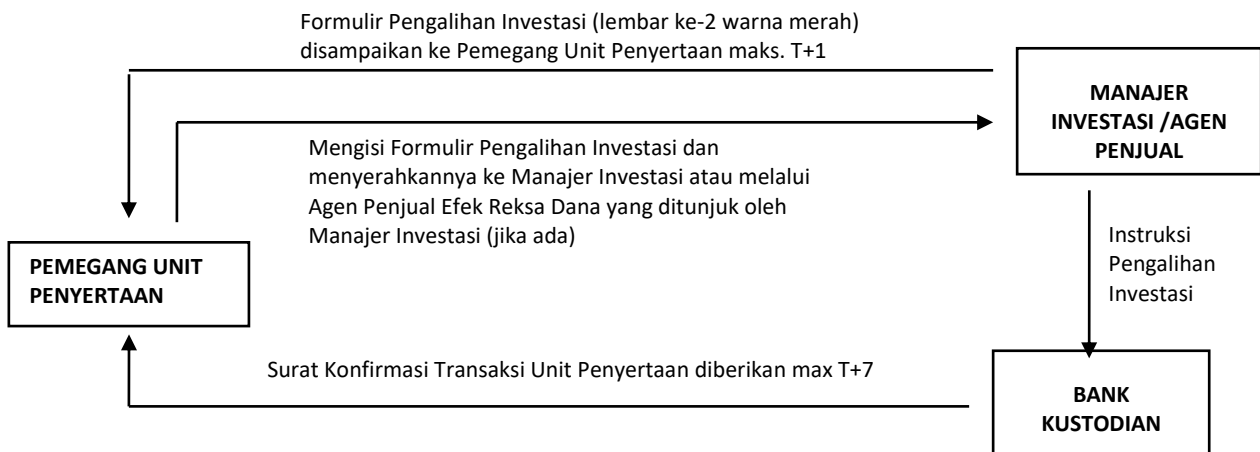 Formulir Pengalihan Investasi (lembar ke-2 warna merah)
disampaikan ke Pemegang Unit Penyertaan maks. T+1
MANAJER
INVESTASI /AGEN
PENJUAL
Mengisi Formulir Pengalihan Investasi dan
menyerahkannya ke Manajer Investasi atau melalui
Agen Penjual Efek Reksa Dana yang ditunjuk oleh
Manajer Investasi (jika ada)
PEMEGANG UNIT
PENYERTAAN
Instruksi
Pengalihan
Investasi
Surat Konfirmasi Transaksi Unit Penyertaan diberikan max T+7
BANK
KUSTODIAN